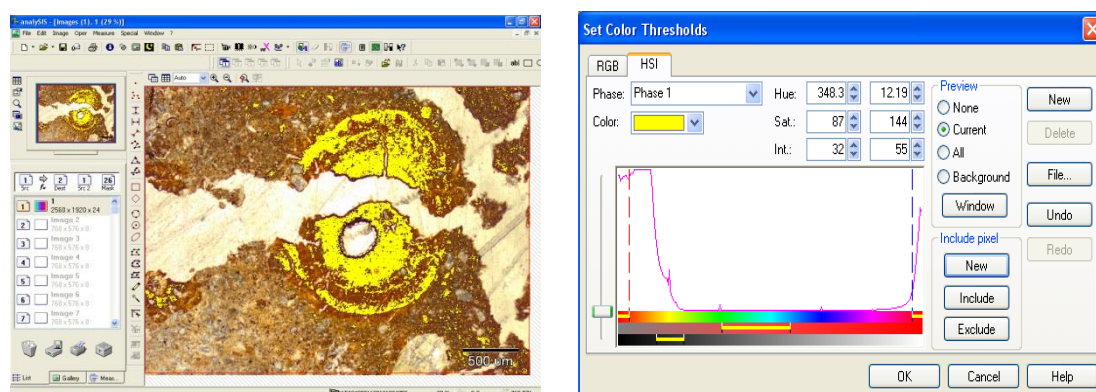 analySIS - [Images (1), 1 (29 %)]
File Edit Image Oper Measure Special Window ?
Auto
abl
1 2 1 26
Src fx Dest Src 2 Mask
1 1
2560 x 1920 x 24
2 Image 2
768 x 576 x 8
3 Image 3
768 x 576 x 8
4 Image 4
768 x 576 x 8
5 Image 5
768 x 576 x 8
6 Image 6
768 x 576 x 8
7 Image 7
768 x 576 x 8
500 µm
List Gallery Meas...
Set Color Thresholds
RGB HSI
Phase: Phase 1 Hue: 348.3 12.19
Color: Sat.: 87 144
Int.: 32 55
Preview
None
Current
All
Background
Window
Include pixel
New
Include
Exclude
New
Delete
File...
Undo
Redo
OK Cancel Help